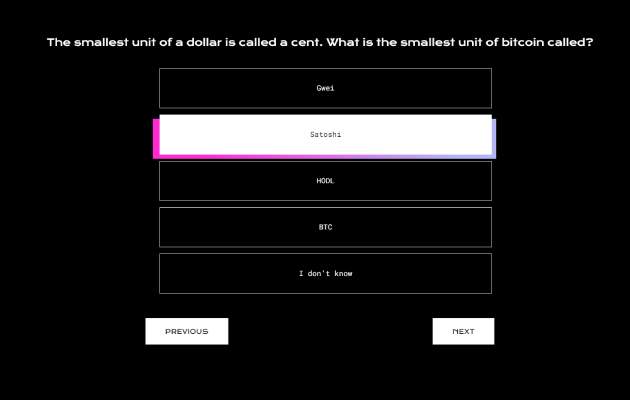 The smallest unit of a dollar is called a cent. What is the smallest unit of bitcoin called?
Gwei
Satoshi
HODL
BTC
I don't know
PREVIOUS
NEXT